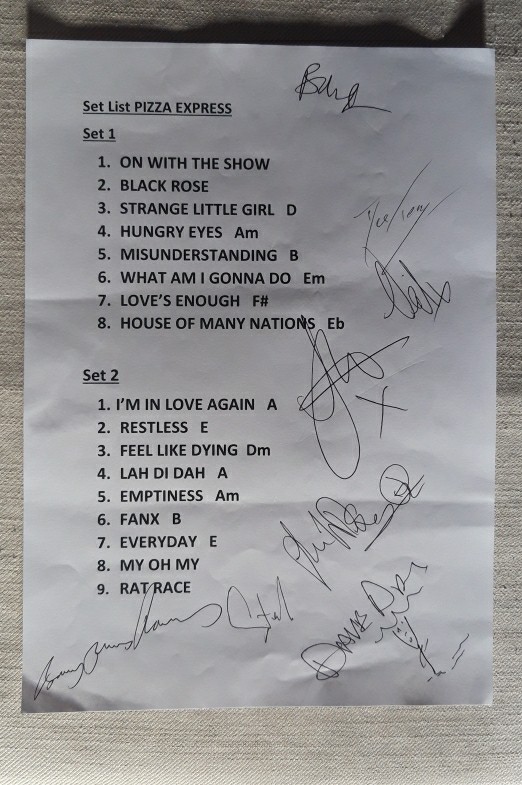 Set List PIZZA EXPRESS
Set 1
1. ON WITH THE SHOW
2. BLACK ROSE
3. STRANGE LITTLE GIRL D
4. HUNGRY EYES Am
5. MISUNDERSTANDING B
6. WHAT AM I GONNA DO Em
7. LOVE'S ENOUGH F#
8. HOUSE OF MANY NATIONS Eb
X
Set 2
1. I'M IN LOVE AGAIN A
2. RESTLESS E
3. FEEL LIKE DYING Dm
4. LAH DI DAH A
5. EMPTINESS Am
6. FANX B
7. EVERYDAY E
8. MY OH MY
9. RAT RACE